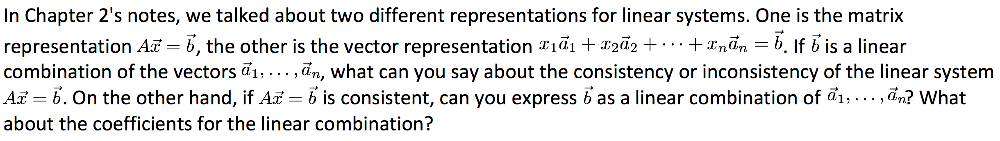 In Chapter 2's notes, we talked about two different representations for linear systems. One is the matrix
representation $A\vec{x} = \vec{b}$, the other is the vector representation $x_1\vec{a}_1 + x_2\vec{a}_2 + \cdots + x_n\vec{a}_n = \vec{b}$. If $\vec{b}$ is a linear
combination of the vectors $\vec{a}_1, \ldots, \vec{a}_n$, what can you say about the consistency or inconsistency of the linear system
$A\vec{x} = \vec{b}$. On the other hand, if $A\vec{x} = \vec{b}$ is consistent, can you express $\vec{b}$ as a linear combination of $\vec{a}_1, \ldots, \vec{a}_n$? What
about the coefficients for the linear combination?